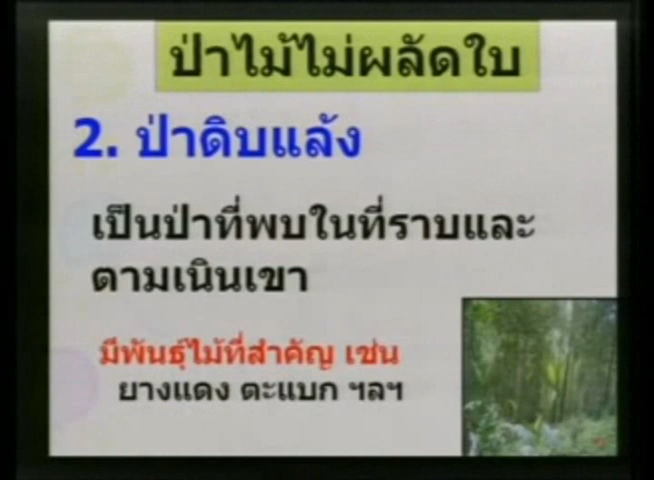 ป่าไม้ไม่ผลัดใบ
2. ป่าดิบแล้ง
เป็นป่าที่พบในที่ราบและ
ตามเนินเขา
มีพันธุ์ไม้ที่สำคัญ เช่น
ยางแดง ตะแบก ฯลฯ